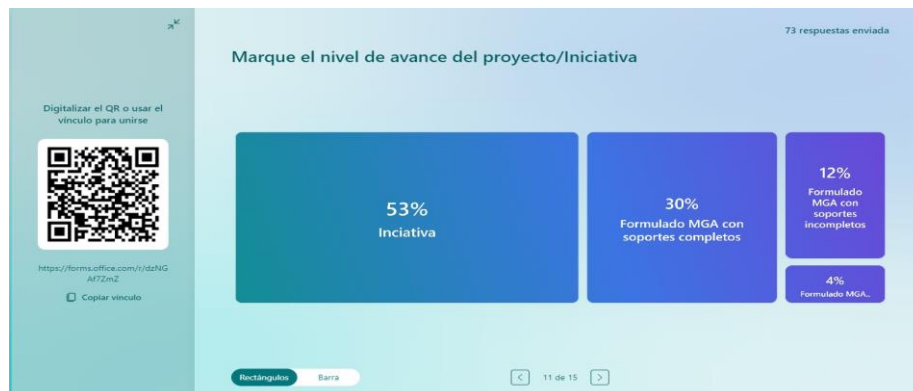 73 respuestas enviada
Marque el nivel de avance del proyecto/Iniciativa
Digitalizar el QR o usar el
vínculo para unirse
https://forms.office.com/r/dzNG
Af7ZmZ
Copiar vínculo
53%
Inciativa
30%
Formulado MGA con
soportes completos
12%
Formulado
MGA con
soportes
incompletos
4%
Formulado MGA...
Rectángulos
Barra
11 de 15